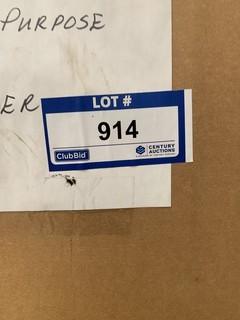 PURPOSE
ER
LOT #
914
ClubBid
CENTURY
AUCTIONS